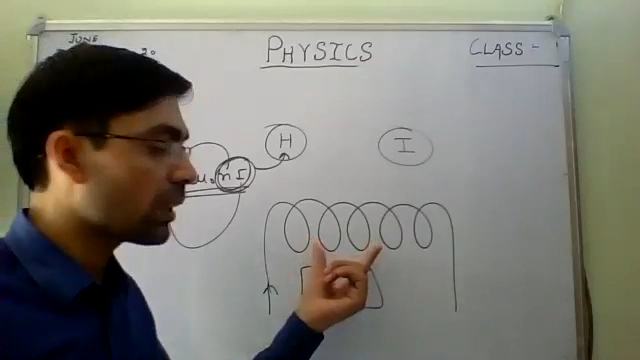 JUNE
PHYSICS
CLASS -
H
I
μ. n I